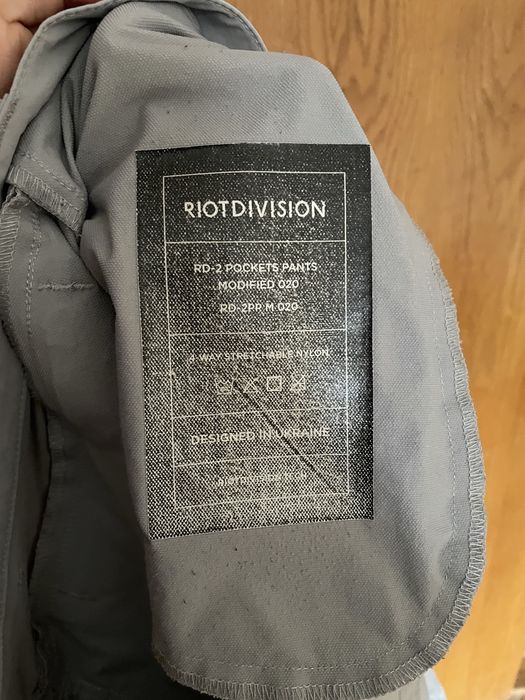 RIOTDIVISION
RD-2 POCKETS PANTS
MODIFIED 020
RD-2PP M 020
4-WAY STRETCHABLE NYLON
DESIGNED IN UKRAINE